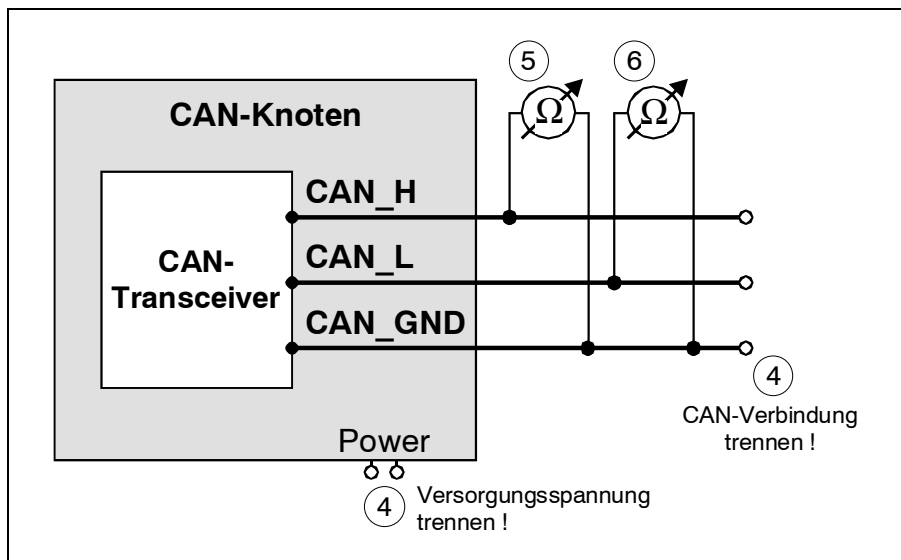 5
6
CAN-Knoten
Ω
Ω
CAN_H
CAN-
Transceiver
CAN_L
CAN_GND
4
CAN-Verbindung
trennen !
Power
4
Versorgungsspannung
trennen !